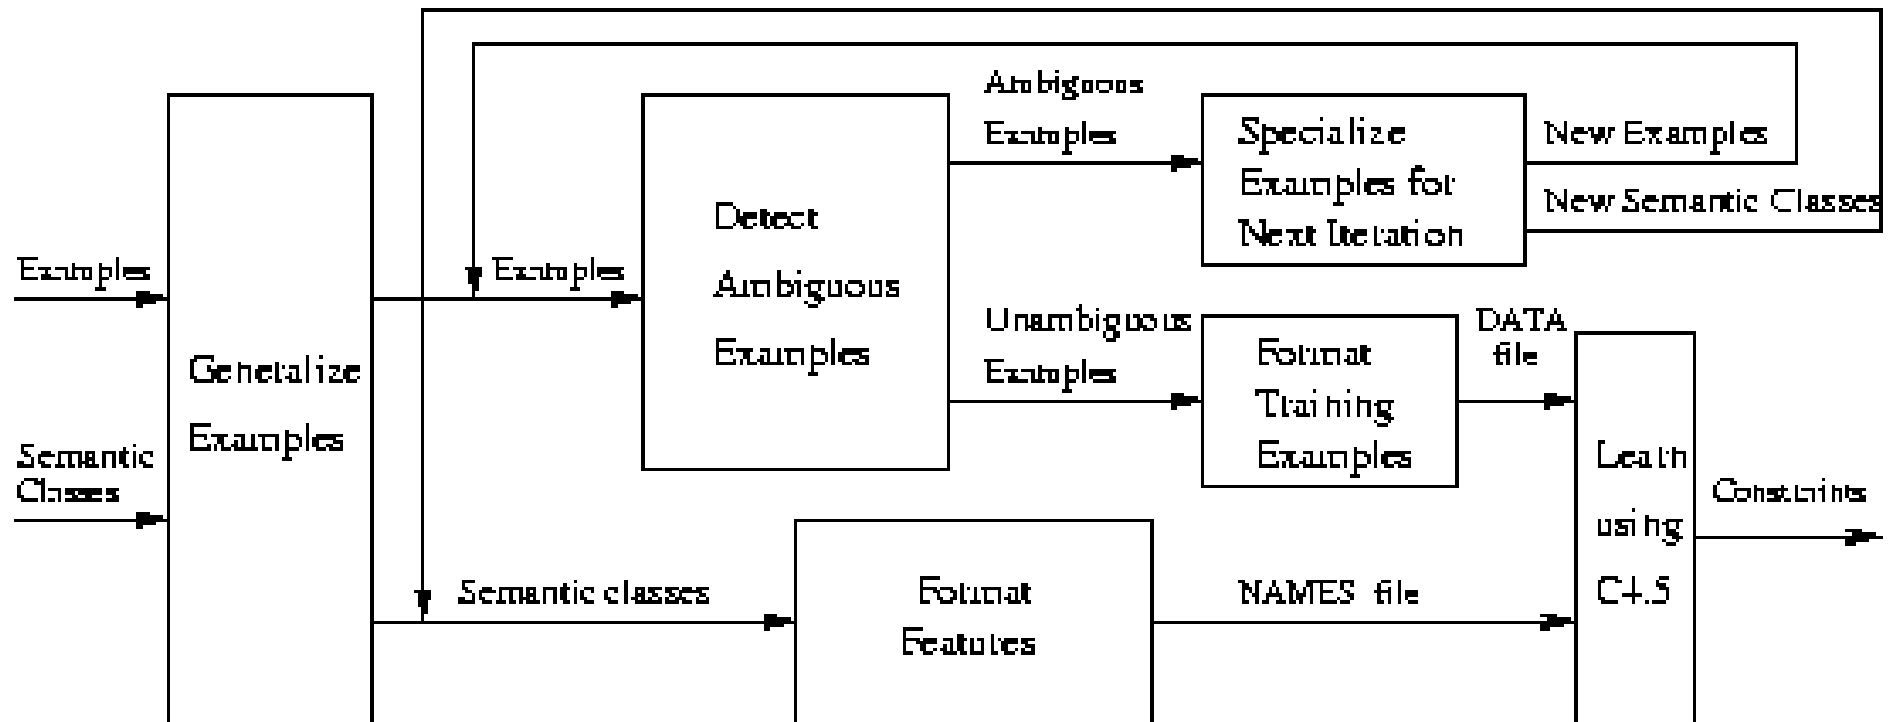 Examples
Semantic
Classes
Generalize
Examples
Examples
Semantic classes
Detect
Ambiguous
Examples
Ambiguous
Examples
Unambiguous
Examples
Specialize
Examples for
Next Iteration
New Examples
New Semantic Classes
Format
Training
Examples
DATA
file
Format
Features
NAMES file
Learn
using
C4.5
Constraints